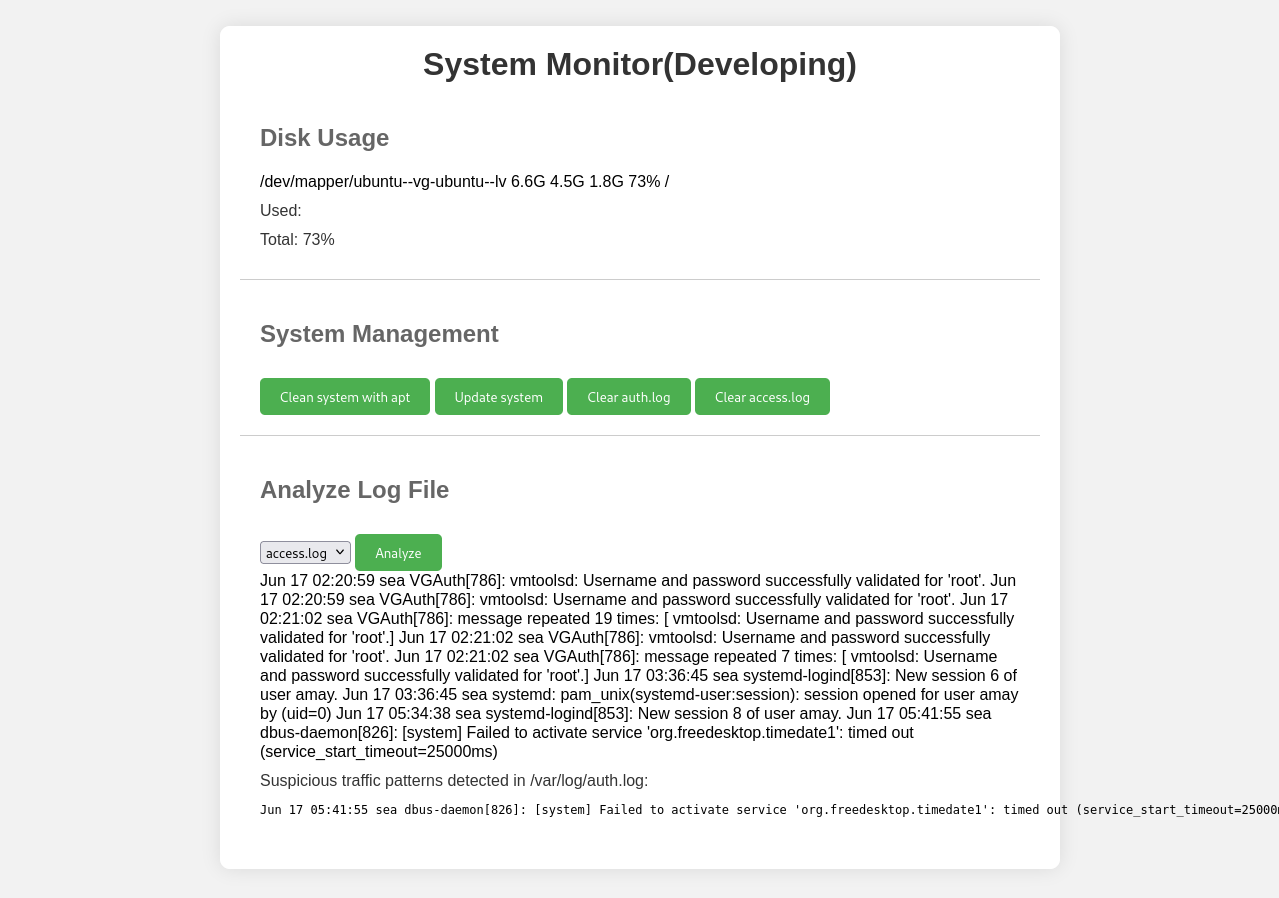 System Monitor(Developing)
Disk Usage
/dev/mapper/ubuntu--vg-ubuntu--lv 6.6G 4.5G 1.8G 73% /
Used:
Total: 73%
System Management
Clean system with apt Update system Clear auth.log Clear access.log
Analyze Log File
access.log Analyze
Jun 17 02:20:59 sea VGAuth[786]: vmtoolsd: Username and password successfully validated for 'root'. Jun
17 02:20:59 sea VGAuth[786]: vmtoolsd: Username and password successfully validated for 'root'. Jun 17
02:21:02 sea VGAuth[786]: message repeated 19 times: [ vmtoolsd: Username and password successfully
validated for 'root'.] Jun 17 02:21:02 sea VGAuth[786]: vmtoolsd: Username and password successfully
validated for 'root'. Jun 17 02:21:02 sea VGAuth[786]: message repeated 7 times: [ vmtoolsd: Username
and password successfully validated for 'root'.] Jun 17 03:36:45 sea systemd-logind[853]: New session 6 of
user amay. Jun 17 03:36:45 sea systemd: pam_unix(systemd-user:session): session opened for user amay
by (uid=0) Jun 17 05:34:38 sea systemd-logind[853]: New session 8 of user amay. Jun 17 05:41:55 sea
dbus-daemon[826]: [system] Failed to activate service 'org.freedesktop.timedate1': timed out
(service_start_timeout=25000ms)
Suspicious traffic patterns detected in /var/log/auth.log:
Jun 17 05:41:55 sea dbus-daemon[826]: [system] Failed to activate service 'org.freedesktop.timedate1': timed out (service_start_timeout=25000